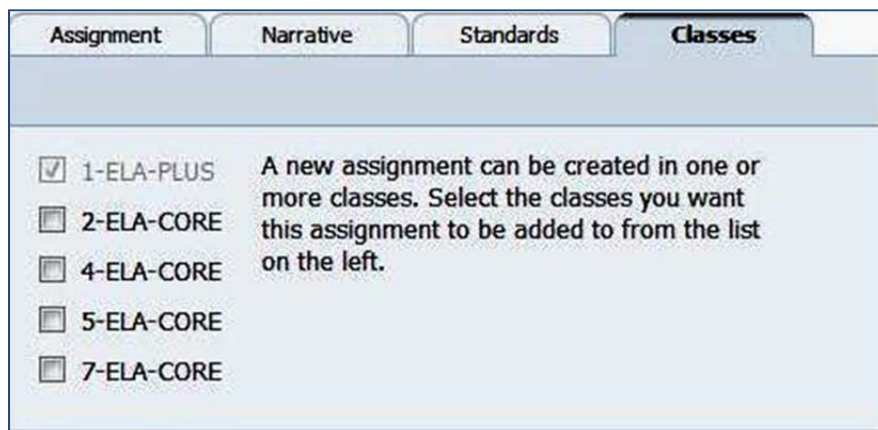 Assignment Narrative Standards Classes
1-ELA-PLUS
2-ELA-CORE
4-ELA-CORE
5-ELA-CORE
7-ELA-CORE
A new assignment can be created in one or
more classes. Select the classes you want
this assignment to be added to from the list
on the left.